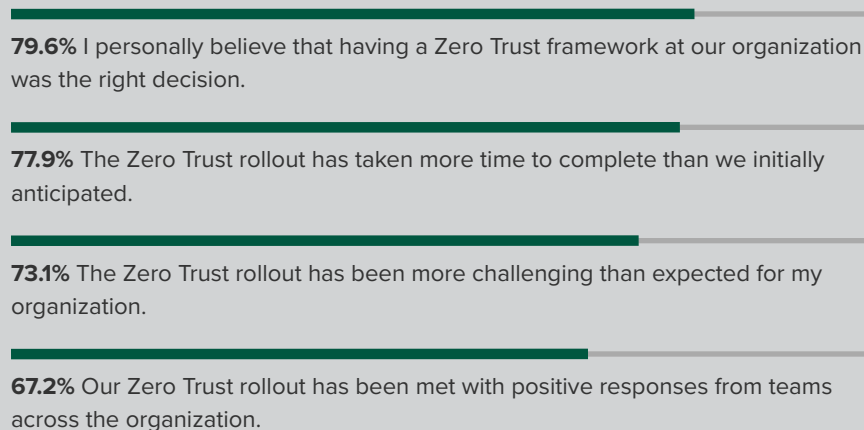 79.6% I personally believe that having a Zero Trust framework at our organization
was the right decision.
77.9% The Zero Trust rollout has taken more time to complete than we initially
anticipated.
73.1% The Zero Trust rollout has been more challenging than expected for my
organization.
67.2% Our Zero Trust rollout has been met with positive responses from teams
across the organization.